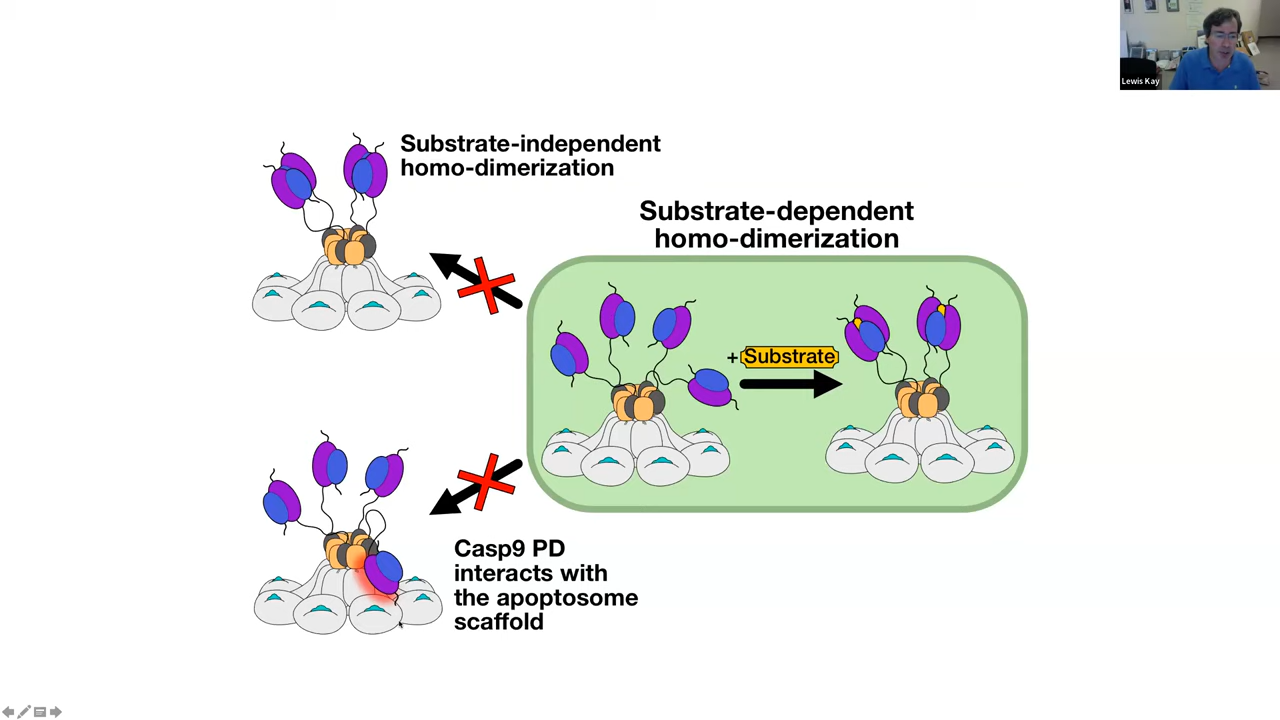 Lewis Kay
Substrate-independent
homo-dimerization
Substrate-dependent
homo-dimerization
+ Substrate
Casp9 PD
interacts with
the apoptosome
scaffold